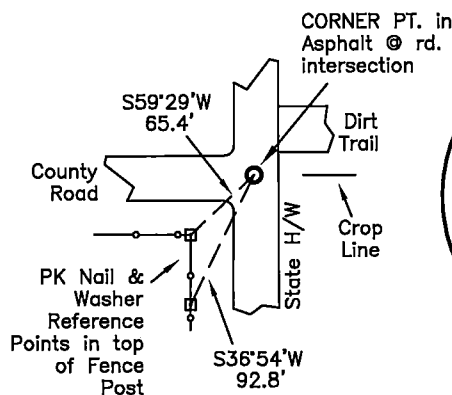 CORNER PT. in
Asphalt @ rd.
intersection
S59°29'W
65.4'
Dirt
Trail
County
Road
State H/W
Crop
Line
PK Nail &
Washer
Reference
Points in top
of Fence
Post
S36°54'W
92.8'